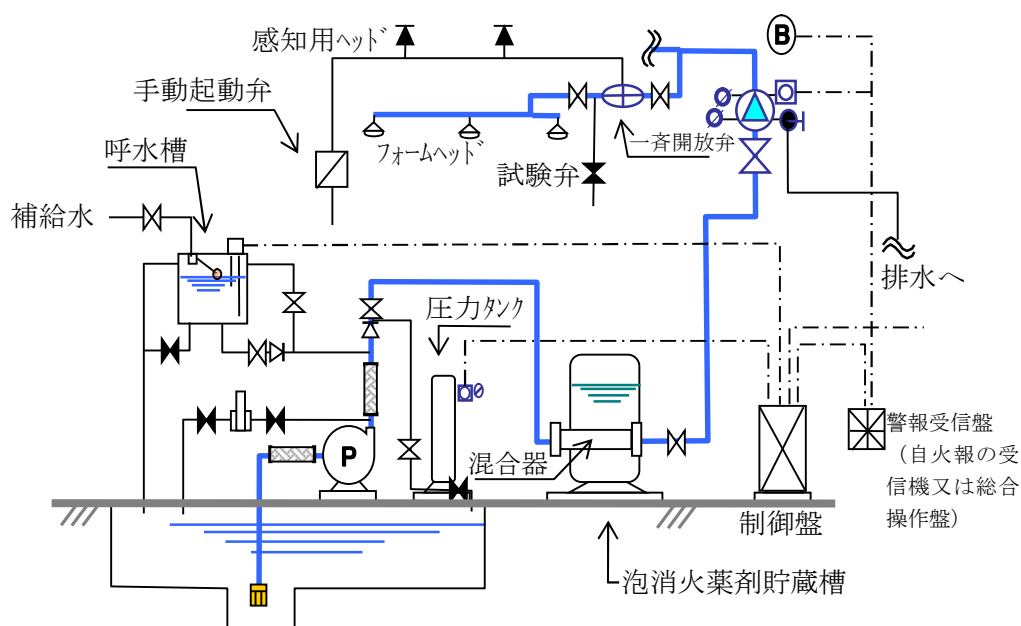 感知用ﾍｯﾄﾞ
B
手動起動弁
呼水槽
フォームヘッド
一斉開放弁
試験弁
補給水
排水へ
圧力ﾀﾝｸ
P
混合器
警報受信盤
（自火報の受
信機又は総合
操作盤）
制御盤
泡消火薬剤貯蔵槽